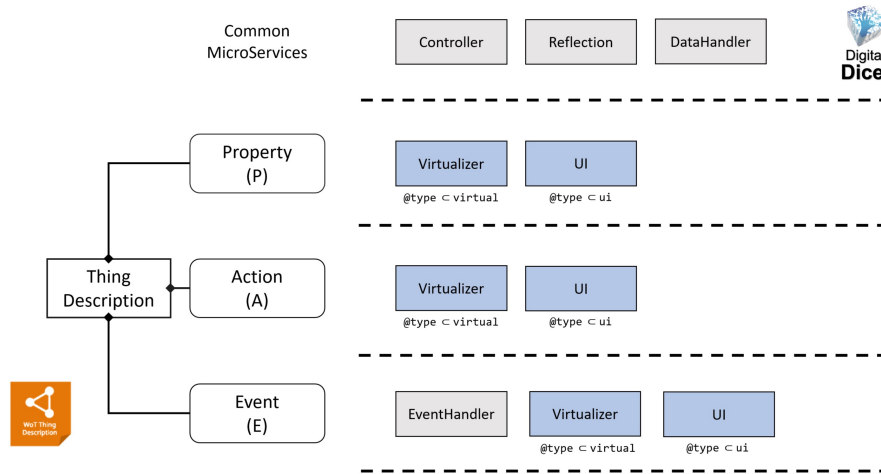 Common
MicroServices
Controller
Reflection
DataHandler
Digital
Dice
Property
(P)
Virtualizer
UI
@type ⊂ virtual
@type ⊂ ui
Thing
Description
Action
(A)
Virtualizer
UI
@type ⊂ virtual
@type ⊂ ui
WoT Thing
Description
Event
(E)
EventHandler
Virtualizer
UI
@type ⊂ virtual
@type ⊂ ui